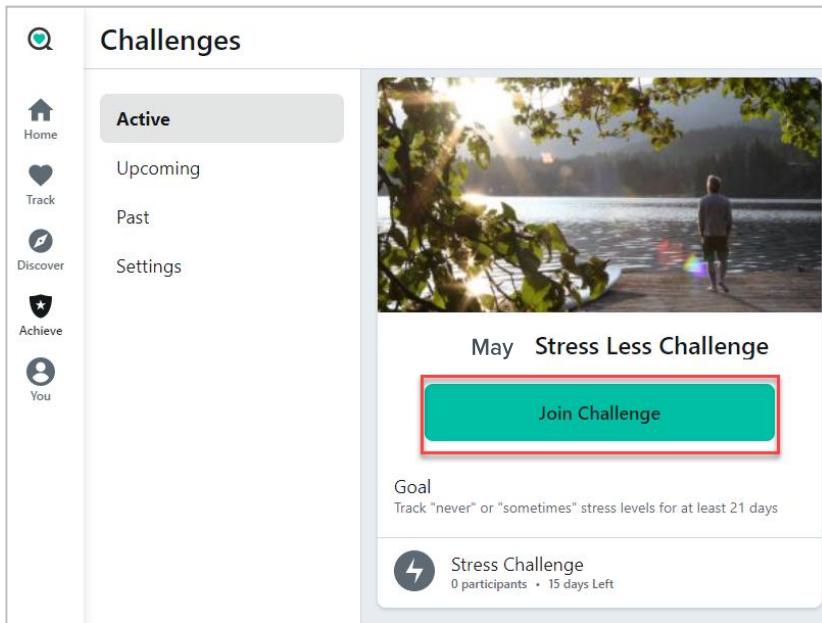 Challenges
Home
Track
Discover
Achieve
You
Active
Upcoming
Past
Settings
May Stress Less Challenge
Join Challenge
Goal
Track "never" or "sometimes" stress levels for at least 21 days
Stress Challenge
0 participants • 15 days Left